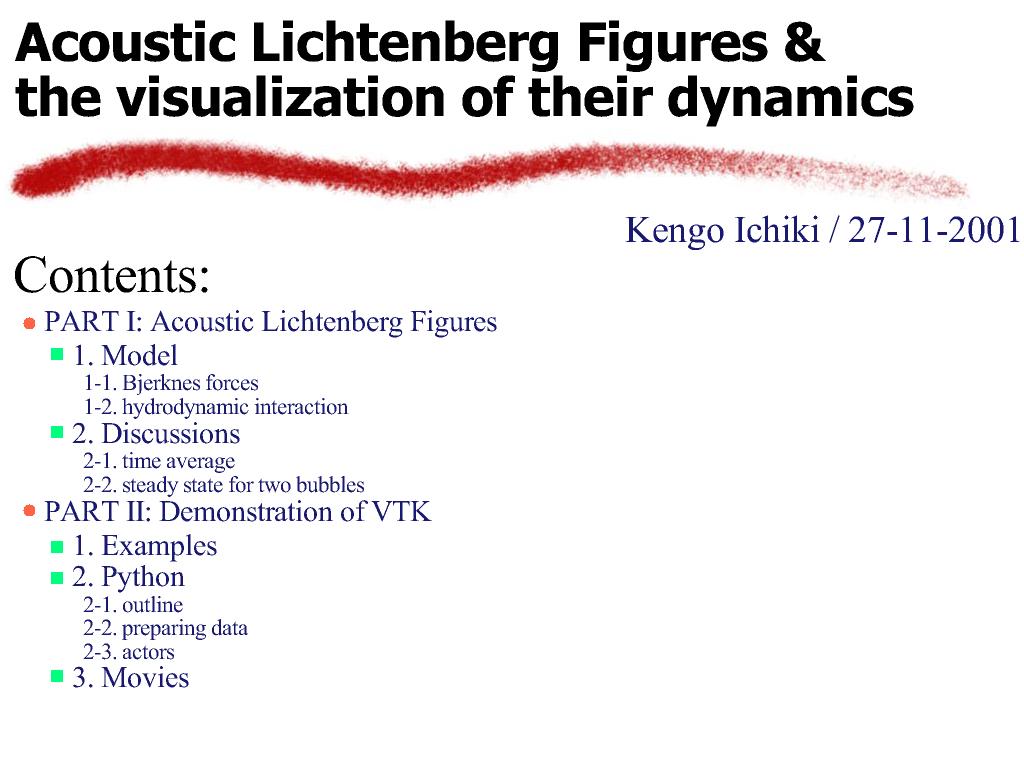 Acoustic Lichtenberg Figures &
the visualization of their dynamics
Kengo Ichiki / 27-11-2001
Contents:
PART I: Acoustic Lichtenberg Figures
1. Model
1-1. Bjerknes forces
1-2. hydrodynamic interaction
2. Discussions
2-1. time average
2-2. steady state for two bubbles
PART II: Demonstration of VTK
1. Examples
2. Python
2-1. outline
2-2. preparing data
2-3. actors
3. Movies